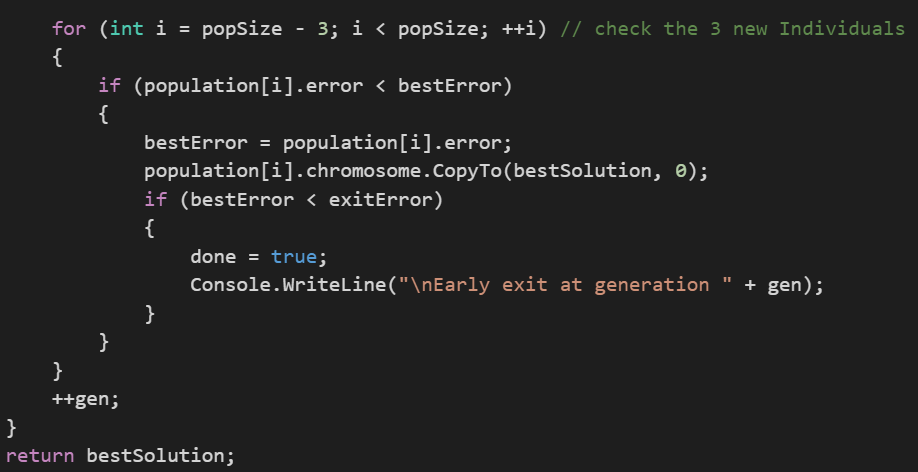 for (int i = popSize - 3; i < popSize; ++i) // check the 3 new Individuals
{
if (population[i].error < bestError)
{
bestError = population[i].error;
population[i].chromosome.CopyTo(bestSolution, 0);
if (bestError < exitError)
{
done = true;
Console.WriteLine("\nEarly exit at generation " + gen);
}
}
}
++gen;
}
return bestSolution;